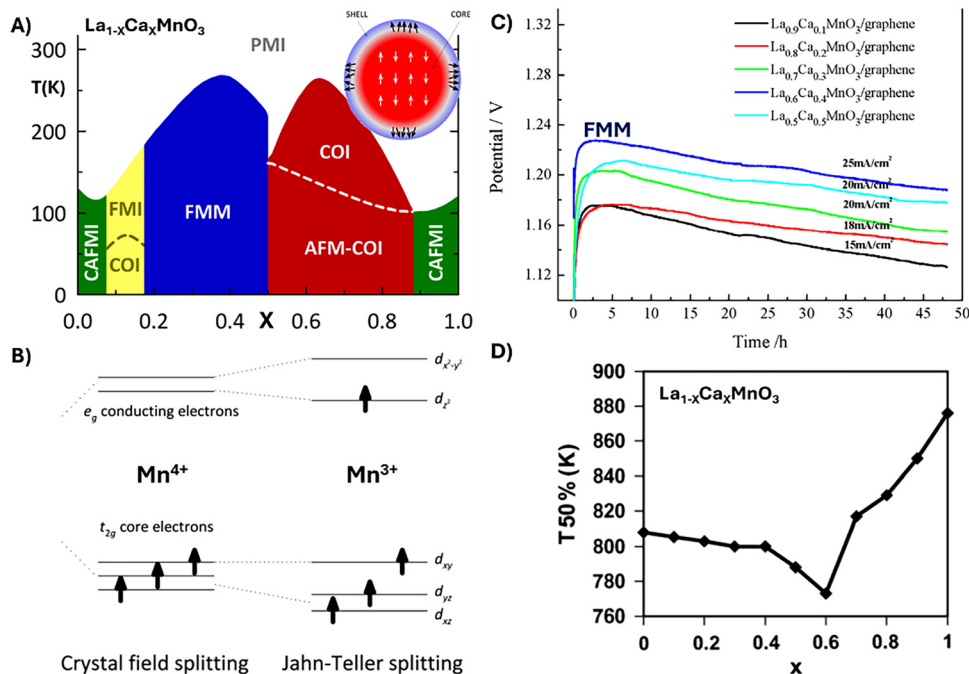 A)
La1-XCaXMnO3
PMI
SHELL
CORE
300
T(K)
200
100
0
CAFMI
FMI
COI
FMM
COI
AFM-COI
CAFMI
0.0
0.2
0.4
X
0.6
0.8
1.0
B)
dx²-y²
dz²
eg conducting electrons
Mn4+
Mn3+
t2g core electrons
dxy
dyz
dxz
Crystal field splitting
Jahn-Teller splitting
C)
1.32
1.28
1.24
1.20
1.16
1.12
Potential / V
La0.9Ca0.1MnO3/graphene
La0.8Ca0.2MnO3/graphene
La0.7Ca0.3MnO3/graphene
La0.6Ca0.4MnO3/graphene
La0.5Ca0.5MnO3/graphene
FMM
25mA/cm²
20mA/cm²
20mA/cm²
18mA/cm²
15mA/cm²
0
5
10
15
20
25
30
35
40
45
50
Time /h
D)
La1-XCaXMnO3
900
880
860
840
820
800
780
760
T50% (K)
0
0.2
0.4
0.6
0.8
1
x